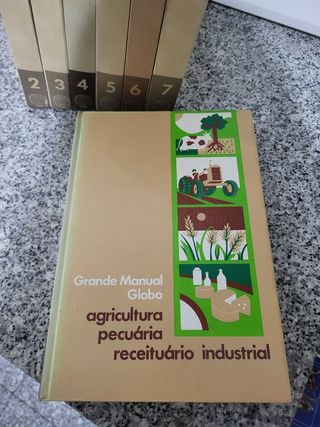 2 3 4 5 6 7
Grande Manual
Globo
agricultura
pecuária
receituário industrial